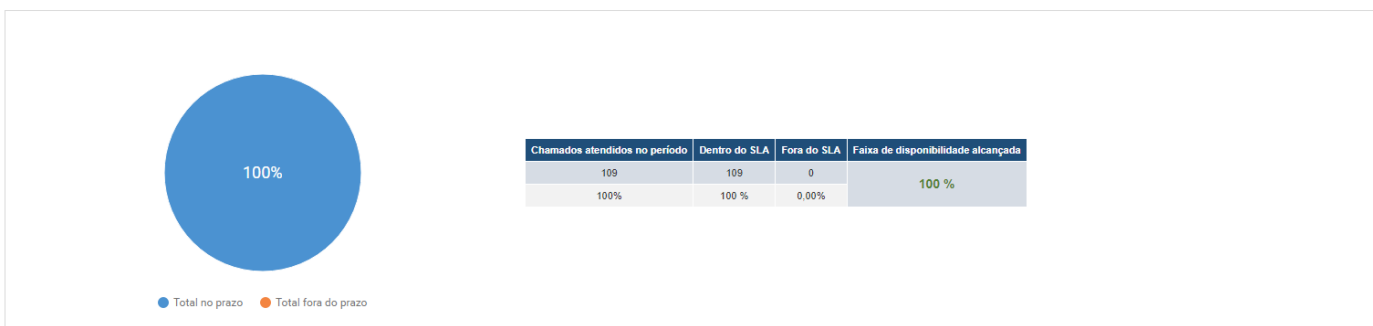 100%
Total no prazo Total fora do prazo
Chamados atendidos no período Dentro do SLA Fora do SLA Faixa de disponibilidade alcançada
109 109 0
100 %
100% 100 % 0,00%